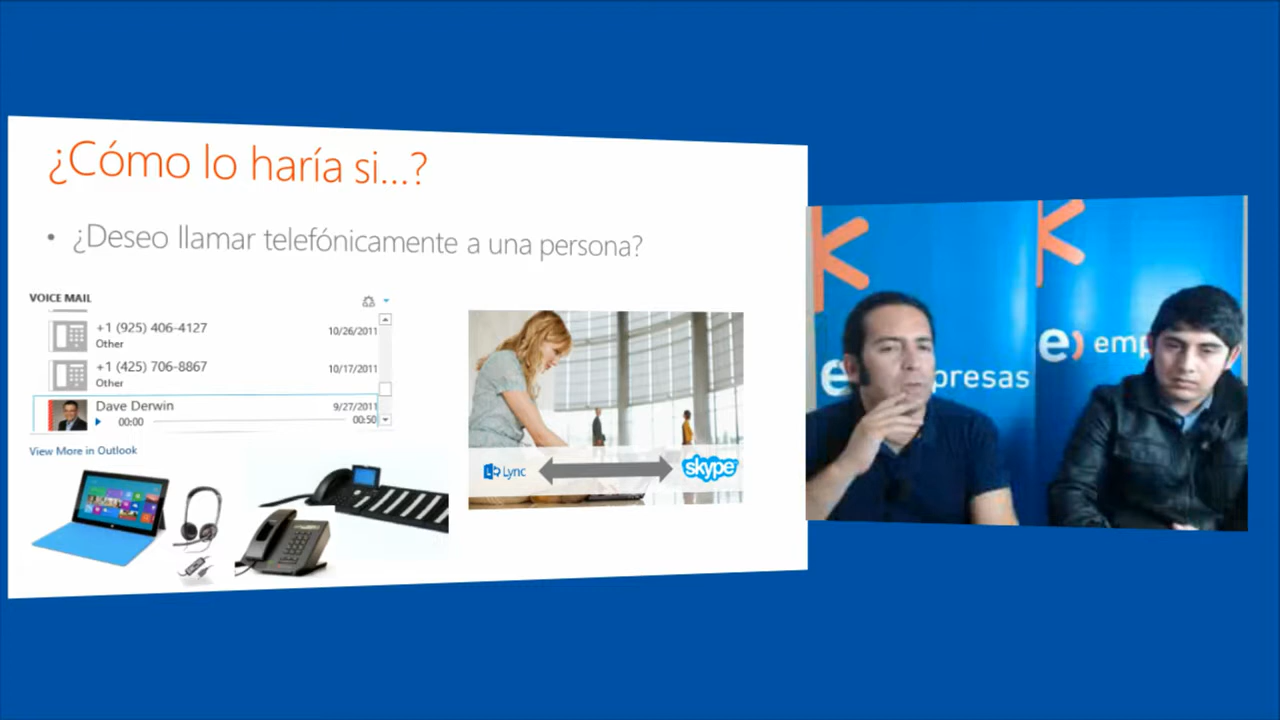 ¿Cómo lo haría si...?
• ¿Deseo llamar telefónicamente a una persona?
VOICE MAIL
+1 (925) 406-4127
10/26/2011
Other
+1 (425) 706-8867
10/17/2011
Other
Dave Derwin
9/27/2011
00:00
00:50
View More in Outlook
Lync
skype
e) emp
e presas